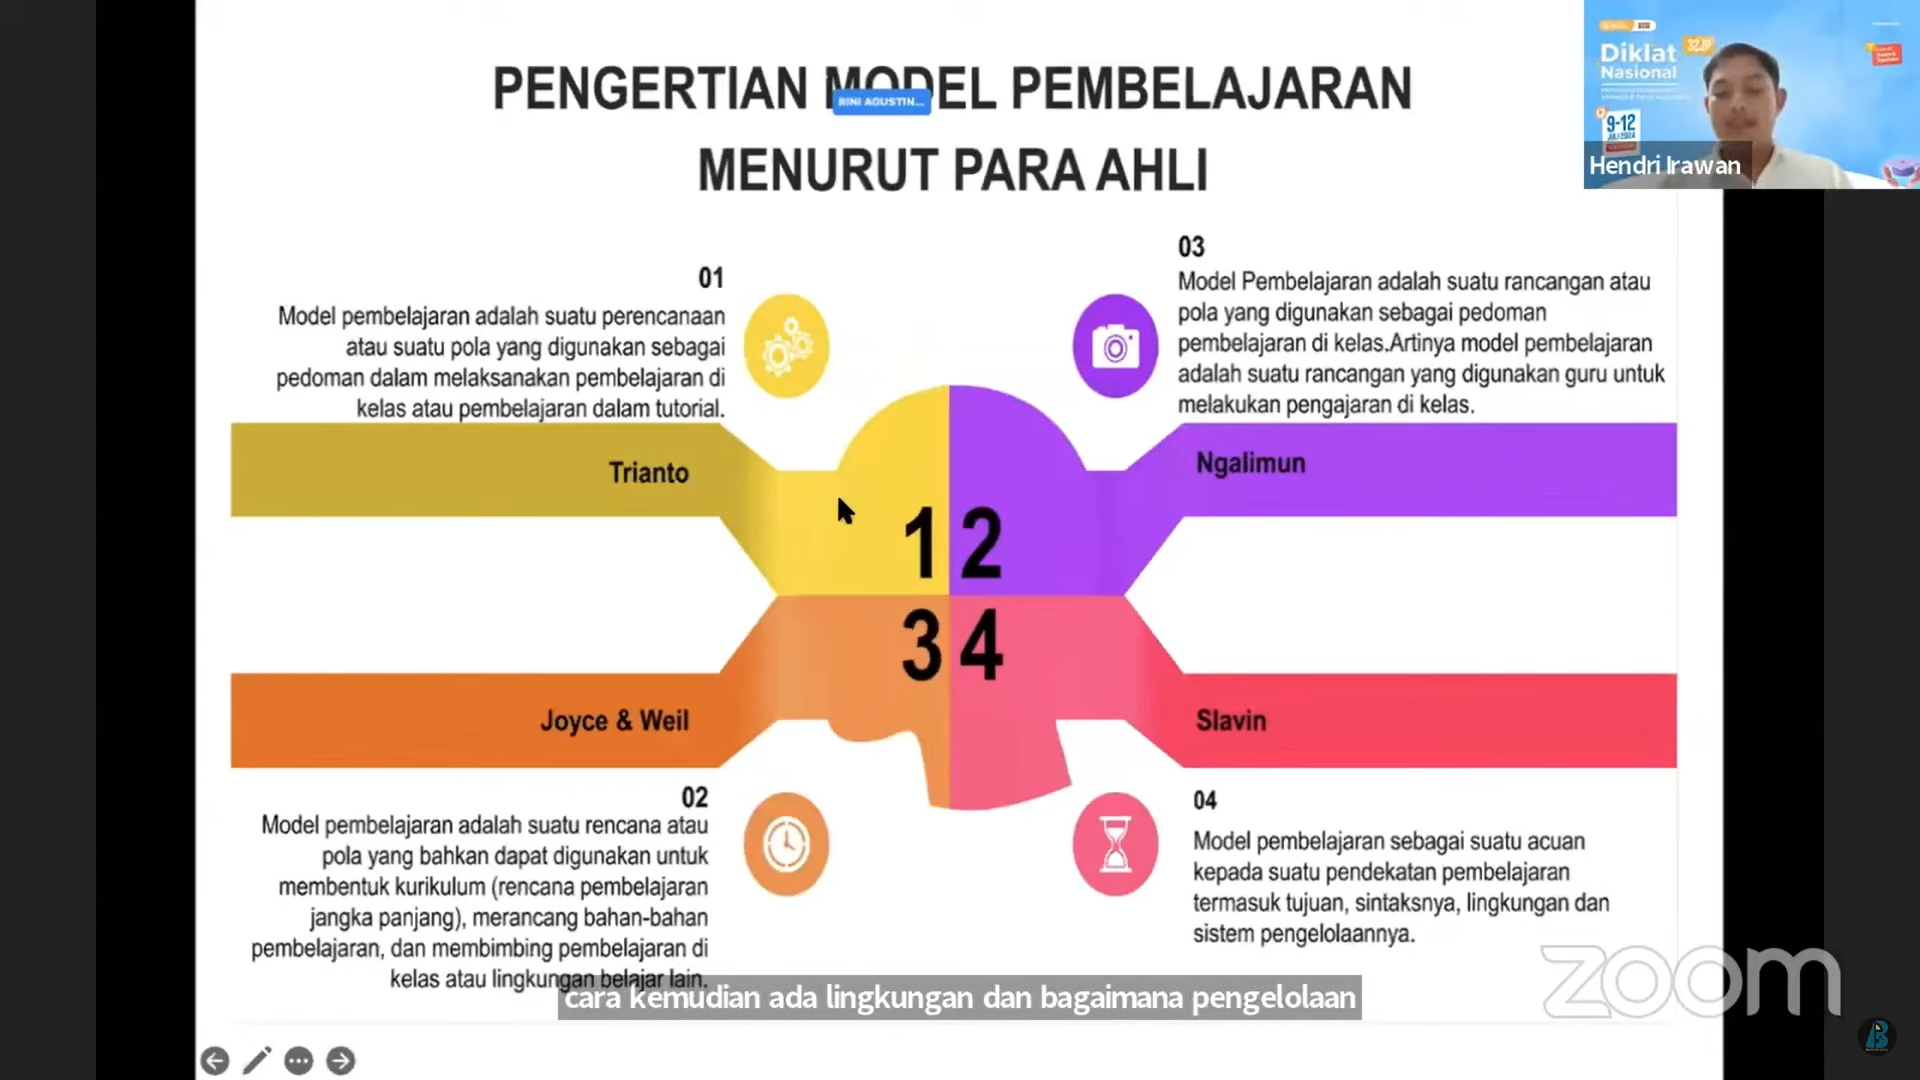 PENGERTIAN MODEL PEMBELAJARAN
RINI AGUSTIN...
MENURUT PARA AHLI
Diklat
Nasional
32JP
9-12
Hendri Irawan
01
Model pembelajaran adalah suatu perencanaan
atau suatu pola yang digunakan sebagai
pedoman dalam melaksanakan pembelajaran di
kelas atau pembelajaran dalam tutorial.
Trianto
03
Model Pembelajaran adalah suatu rancangan atau
pola yang digunakan sebagai pedoman
pembelajaran di kelas.Artinya model pembelajaran
adalah suatu rancangan yang digunakan guru untuk
melakukan pengajaran di kelas.
Ngalimun
1 2
3 4
Joyce & Weil
02
Model pembelajaran adalah suatu rencana atau
pola yang bahkan dapat digunakan untuk
membentuk kurikulum (rencana pembelajaran
jangka panjang), merancang bahan-bahan
pembelajaran, dan membimbing pembelajaran di
kelas atau lingkungan belajar lain.
Slavin
04
Model pembelajaran sebagai suatu acuan
kepada suatu pendekatan pembelajaran
termasuk tujuan, sintaksnya, lingkungan dan
sistem pengelolaannya.
cara kemudian ada lingkungan dan bagaimana pengelolaan
zoom